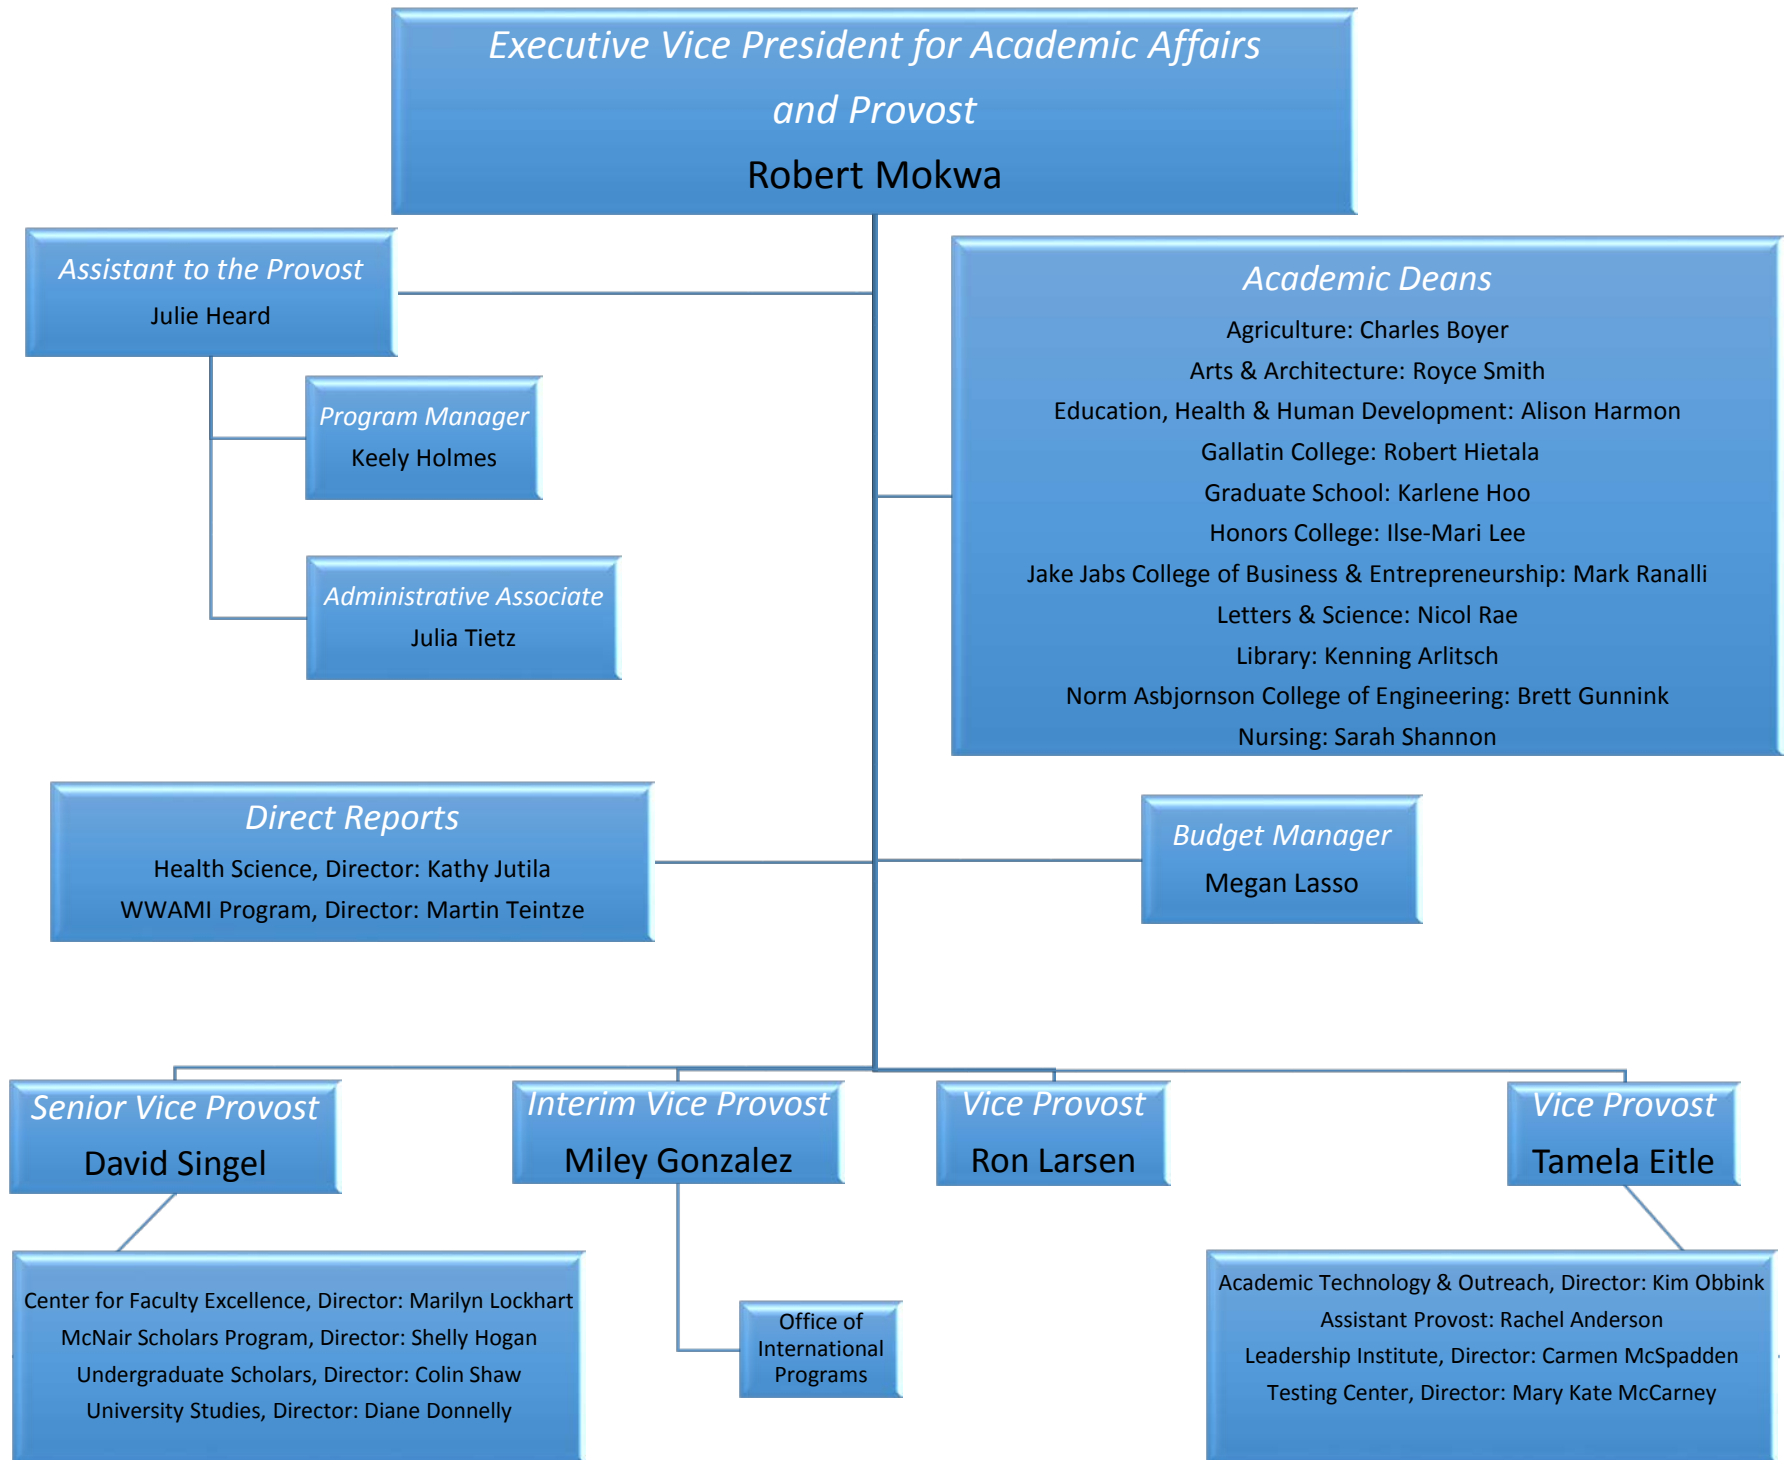 Executive Vice President for Academic Affairs
and Provost
Robert Mokwa
Assistant to the Provost
Julie Heard
Program Manager
Keely Holmes
Administrative Associate
Julia Tietz
Academic Deans
Agriculture: Charles Boyer
Arts & Architecture: Royce Smith
Education, Health & Human Development: Alison Harmon
Gallatin College: Robert Hietala
Graduate School: Karlene Hoo
Honors College: Ilse-Mari Lee
Jake Jabs College of Business & Entrepreneurship: Mark Ranalli
Letters & Science: Nicol Rae
Library: Kenning Arlitsch
Norm Asbjornson College of Engineering: Brett Gunnink
Nursing: Sarah Shannon
Direct Reports
Health Science, Director: Kathy Jutila
WWAMI Program, Director: Martin Teintze
Budget Manager
Megan Lasso
Senior Vice Provost
David Singel
Interim Vice Provost
Miley Gonzalez
Vice Provost
Ron Larsen
Vice Provost
Tamela Eitle
Center for Faculty Excellence, Director: Marilyn Lockhart
McNair Scholars Program, Director: Shelly Hogan
Undergraduate Scholars, Director: Colin Shaw
University Studies, Director: Diane Donnelly
Office of
International
Programs
Academic Technology & Outreach, Director: Kim Obbink
Assistant Provost: Rachel Anderson
Leadership Institute, Director: Carmen McSpadden
Testing Center, Director: Mary Kate McCarney